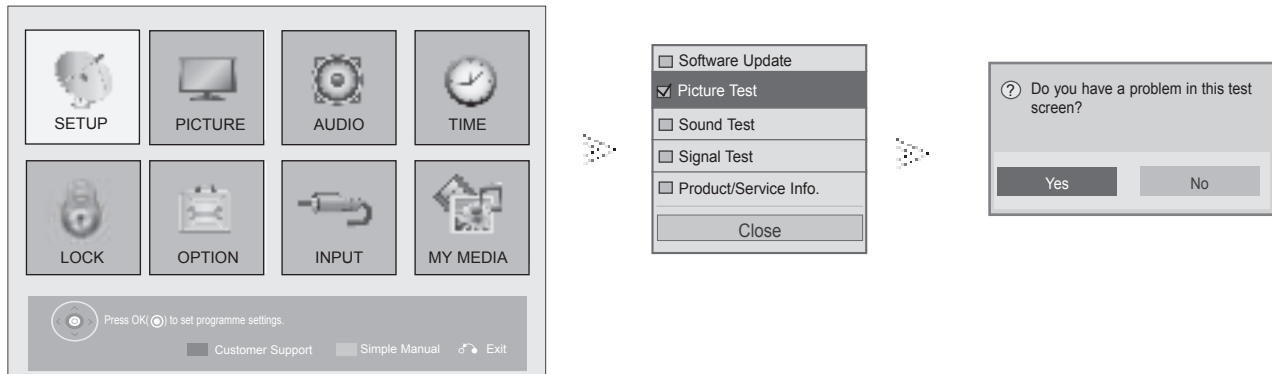 SETUP
PICTURE
AUDIO
TIME
LOCK
OPTION
INPUT
MY MEDIA
Press OK(◉) to set programme settings.
Customer Support
Simple Manual
Exit
Software Update
Picture Test
Sound Test
Signal Test
Product/Service Info.
Close
? Do you have a problem in this test
screen?
Yes
No